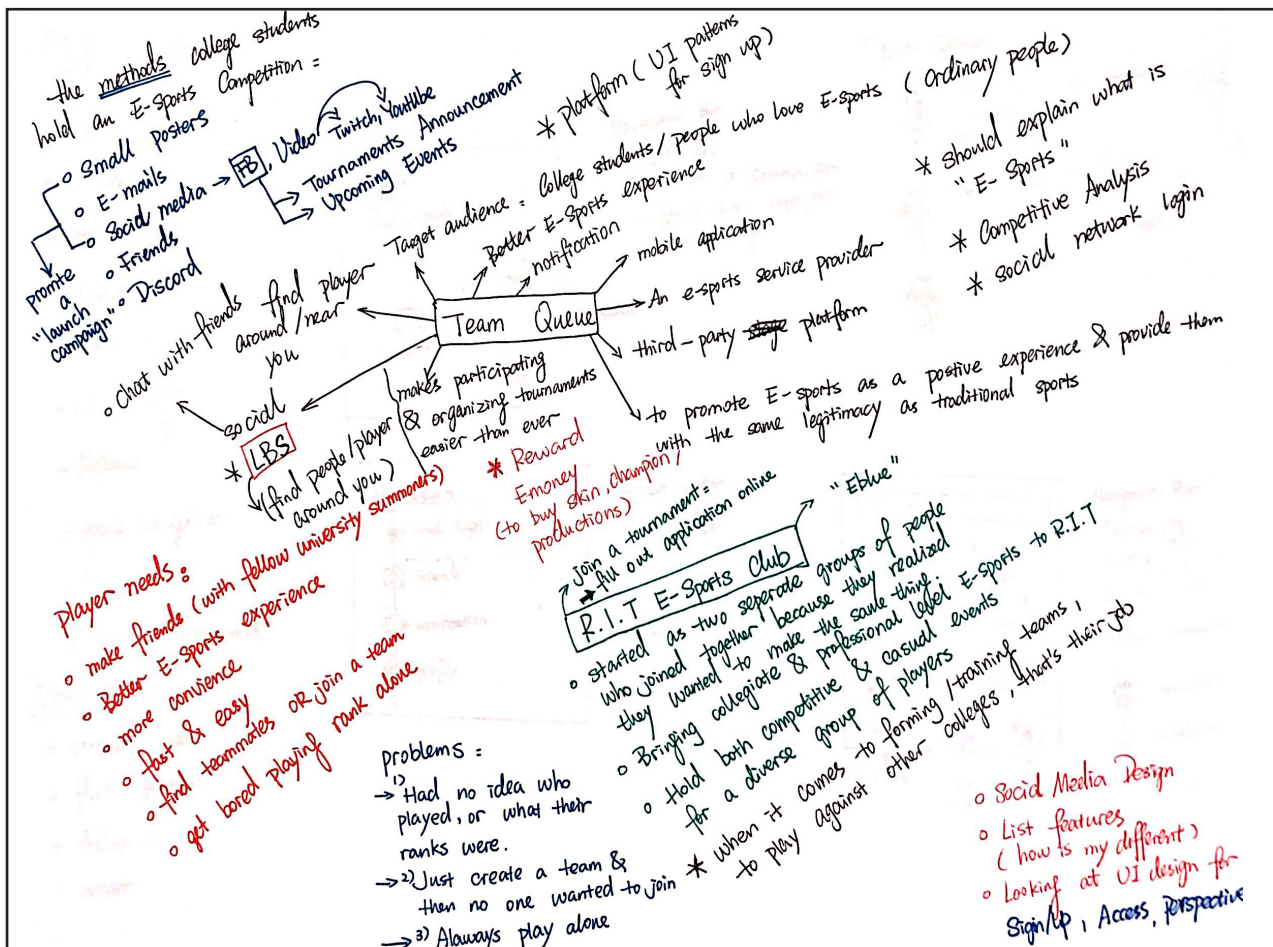 the methods college students
hold an E-Sports Competition =
o Small posters
o E-mails
o Social media → FB, Video Twitch, Youtube
→ Tournaments Announcement
→ Upcoming Events
o Friends
o Discord
promte
a
"launch
campaign"
* platform ( UI patterns
for sign up )
Target audience = College students/ people who love E-sports ( ordinary people )
Better E-Sports experience
notification
mobile application
An e-sports service provider
third-party platform
to promote E-sports as a postive experience & provide them
with the same legitimacy as traditional sports
Team Queue
* should explain what is
"E-Sports"
* Competitive Analysis
* social network login
find player
around/near
you
o chat with friends
social
* LBS
(find people/player
around you)
makes participating
& organizing tournaments
easier than ever
* Reward
Emoney
(to buy skin, champion,
productions)
player needs:
o make friends (with fellow university summoners)
o Better E-Sports experience
o more convience
o fast & easy
o find teammates OR join a team
o get bored playing rank alone
problems :
→ 1) Had no idea who
played, or what their
ranks were.
→ 2) Just create a team &
then no one wanted to join
→ 3) Alaways play alone
join a tournament=
→ fill out application online
"Eblue"
R.I.T E-Sports Club
o started as two seperate groups of people
who joined together because they realized
they wanted to make the same thing
o Bringing collegiate & professional level E-Sports to R.I.T
o Hold both competitive & casual events
for a diverse group of players
* when it comes to forming/training teams,
to play against other colleges, that's their job
o Social Media Design
o List features
( how is my different )
o Looking at UI design for
Sign/Up, Access, Perspective